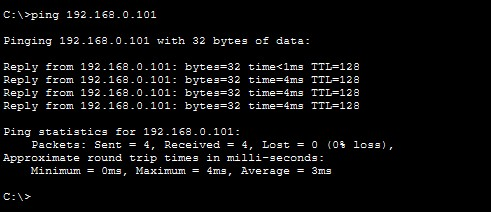 C:\>ping 192.168.0.101
Pinging 192.168.0.101 with 32 bytes of data:
Reply from 192.168.0.101: bytes=32 time<1ms TTL=128
Reply from 192.168.0.101: bytes=32 time=4ms TTL=128
Reply from 192.168.0.101: bytes=32 time=4ms TTL=128
Reply from 192.168.0.101: bytes=32 time=4ms TTL=128
Ping statistics for 192.168.0.101:
    Packets: Sent = 4, Received = 4, Lost = 0 (0% loss),
Approximate round trip times in milli-seconds:
    Minimum = 0ms, Maximum = 4ms, Average = 3ms
C:\>